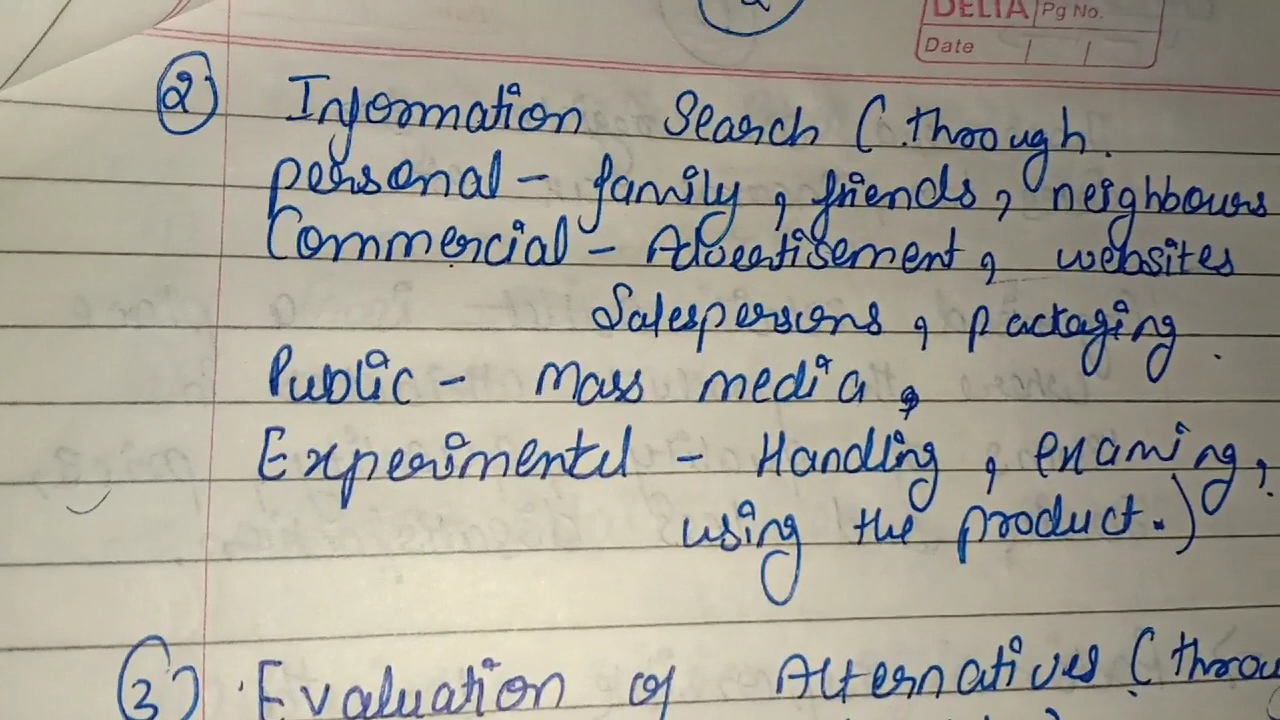 DELTA Pg No.
Date
② Information Search (through
personal - family, friends, neighbours
Commercial - Advertisement, websites
Salespersons, packaging.
Public - mass media,
Experimental - Handling, examing,
using the product.)
③ Evaluation of Alternatives (throu